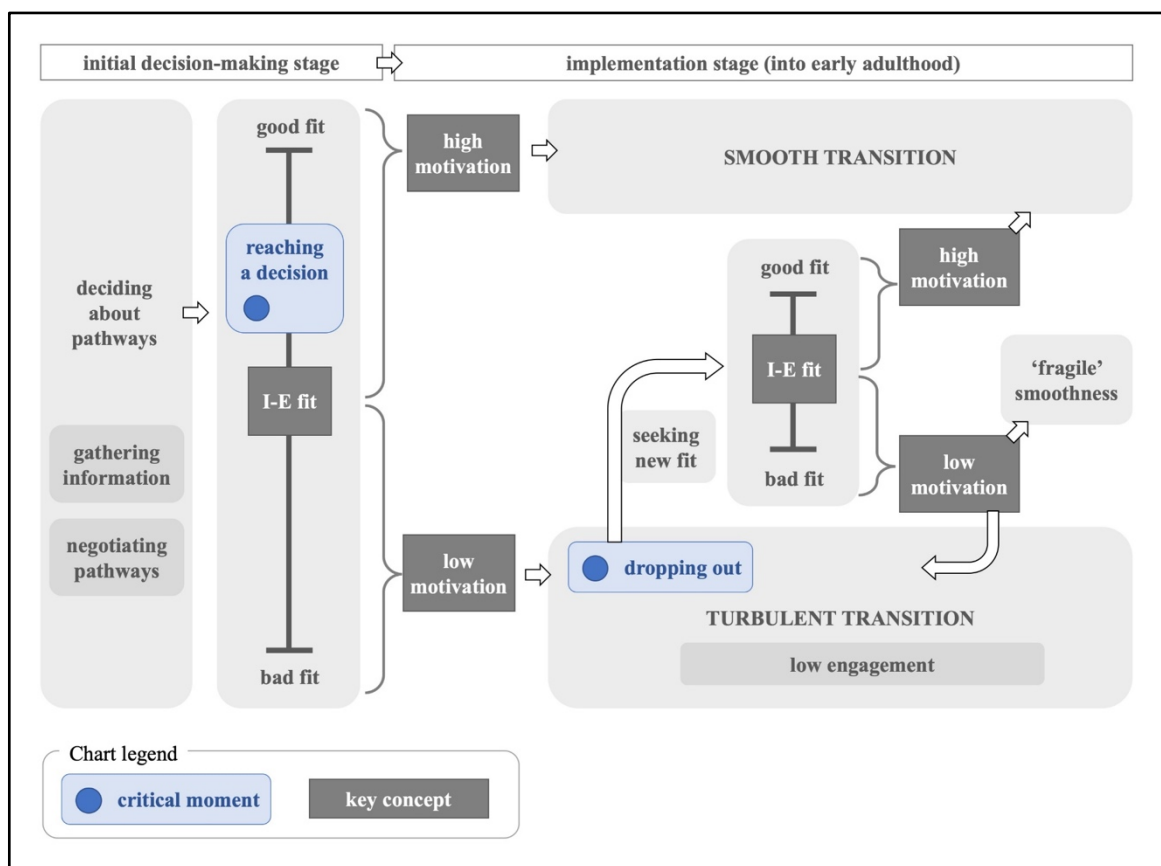 initial decision-making stage
implementation stage (into early adulthood)
deciding
about
pathways
gathering
information
negotiating
pathways
good fit
reaching
a decision
I-E fit
bad fit
high
motivation
low
motivation
SMOOTH TRANSITION
seeking
new fit
good fit
I-E fit
bad fit
high
motivation
low
motivation
‘fragile’
smoothness
dropping out
TURBULENT TRANSITION
low engagement
Chart legend
critical moment
key concept